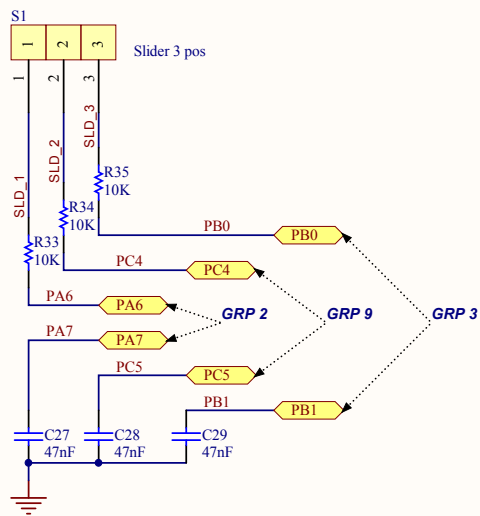 S1
1 2 3
Slider 3 pos
1 2 3
SLD_1 SLD_2 SLD_3
R35
10K
R34
10K
R33
10K
PB0 PB0
PC4 PC4
PA6 PA6
GRP 2 GRP 9 GRP 3
PA7 PA7
PC5 PC5
PB1 PB1
C27 C28 C29
47nF 47nF 47nF